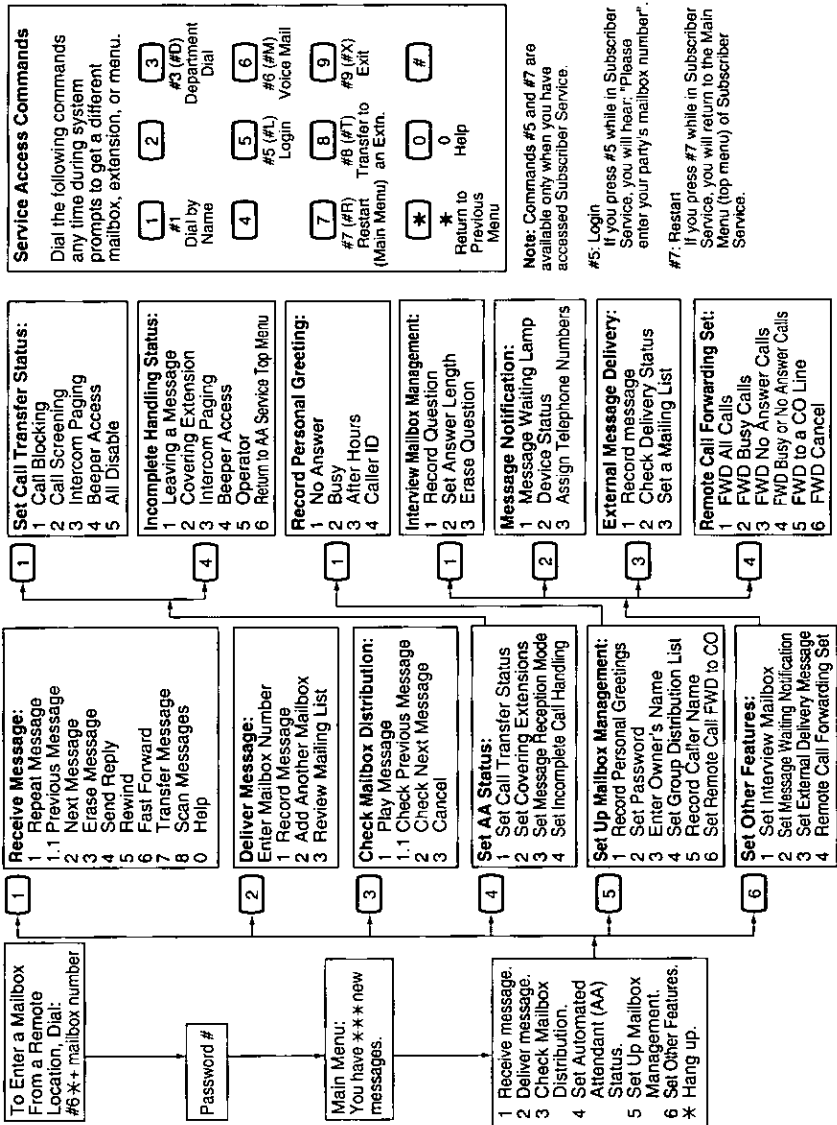 To Enter a Mailbox
From a Remote
Location, Dial:
#6 ✱ + mailbox number
Password #
Main Menu:
You have ✱✱✱ new
messages.
1 Receive message.
2 Deliver message.
3 Check Mailbox
Distribution.
4 Set Automated
Attendant (AA)
Status.
5 Set Up Mailbox
Management.
6 Set Other Features.
✱ Hang up.
1
Receive Message:
1 Repeat Message
1.1 Previous Message
2 Next Message
3 Erase Message
4 Send Reply
5 Rewind
6 Fast Forward
7 Transfer Message
8 Scan Messages
0 Help
2
Deliver Message:
Enter Mailbox Number
1 Record Message
2 Add Another Mailbox
3 Review Mailing List
3
Check Mailbox Distribution:
1 Play Message
1.1 Check Previous Message
2 Check Next Message
3 Cancel
4
Set AA Status:
1 Set Call Transfer Status
2 Set Covering Extensions
3 Set Message Reception Mode
4 Set Incomplete Call Handling
5
Set Up Mailbox Management:
1 Record Personal Greetings
2 Set Password
3 Enter Owner's Name
4 Set Group Distribution List
5 Record Caller Name
6 Set Remote Call FWD to CO
6
Set Other Features:
1 Set Interview Mailbox
2 Set Message Waiting Notification
3 Set External Delivery Message
4 Remote Call Forwarding Set
1
Set Call Transfer Status:
1 Call Blocking
2 Call Screening
3 Intercom Paging
4 Beeper Access
5 All Disable
4
Incomplete Handling Status:
1 Leaving a Message
2 Covering Extension
3 Intercom Paging
4 Beeper Access
5 Operator
6 Return to AA Service Top Menu
1
Record Personal Greeting:
1 No Answer
2 Busy
3 After Hours
4 Caller ID
1
Interview Mailbox Management:
1 Record Question
2 Set Answer Length
3 Erase Question
2
Message Notification:
1 Message Waiting Lamp
2 Device Status
3 Assign Telephone Numbers
3
External Message Delivery:
1 Record message
2 Check Delivery Status
3 Set a Mailing List
4
Remote Call Forwarding Set:
1 FWD All Calls
2 FWD Busy Calls
3 FWD No Answer Calls
4 FWD Busy or No Answer Calls
5 FWD to a CO Line
6 FWD Cancel
Service Access Commands
Dial the following commands
any time during system
prompts to get a different
mailbox, extension, or menu.
1 2 3
#1 #3 (#D)
Dial by Department
Name Dial
4 5 6
#5 (#L) #6 (#M)
Login Voice Mail
7 8 9
#7 (#R) #8 (#T) #9 (#X)
Restart Transfer to Exit
(Main Menu) an Extn.
✱ 0 #
✱ 0
Return to Help
Previous
Menu
Note: Commands #5 and #7 are
available only when you have
accessed Subscriber Service.
#5: Login
If you press #5 while in Subscriber
Service, you will hear; "Please
enter your party's mailbox number".
#7: Restart
If you press #7 while in Subscriber
Service, you will return to the Main
Menu (top menu) of Subscriber
Service.